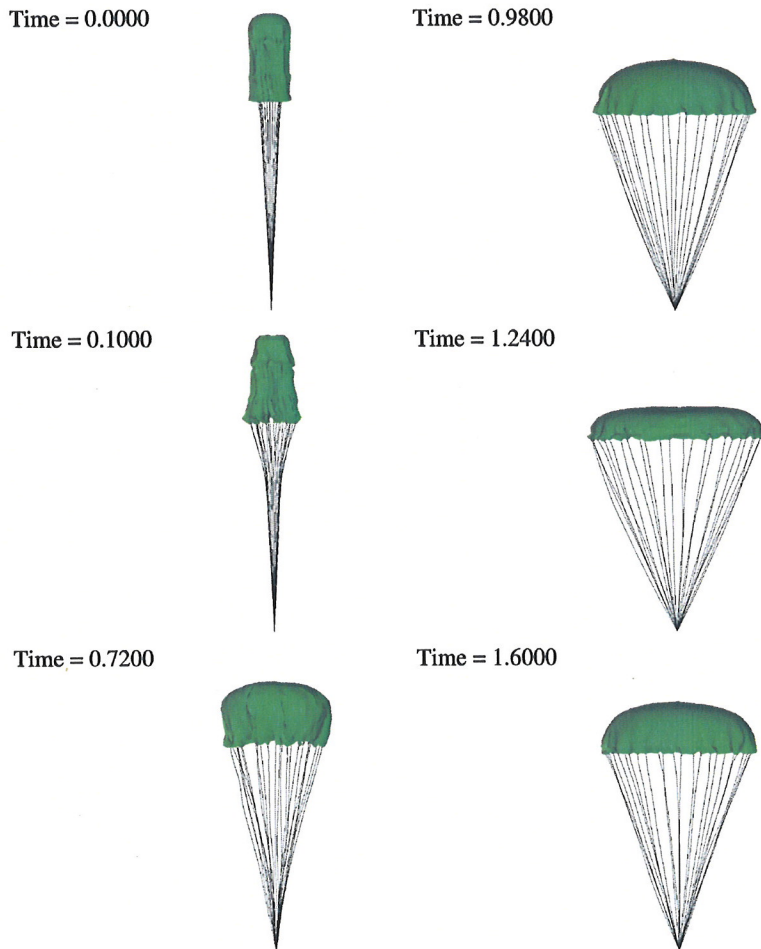 Time = 0.0000
Time = 0.9800
Time = 0.1000
Time = 1.2400
Time = 0.7200
Time = 1.6000